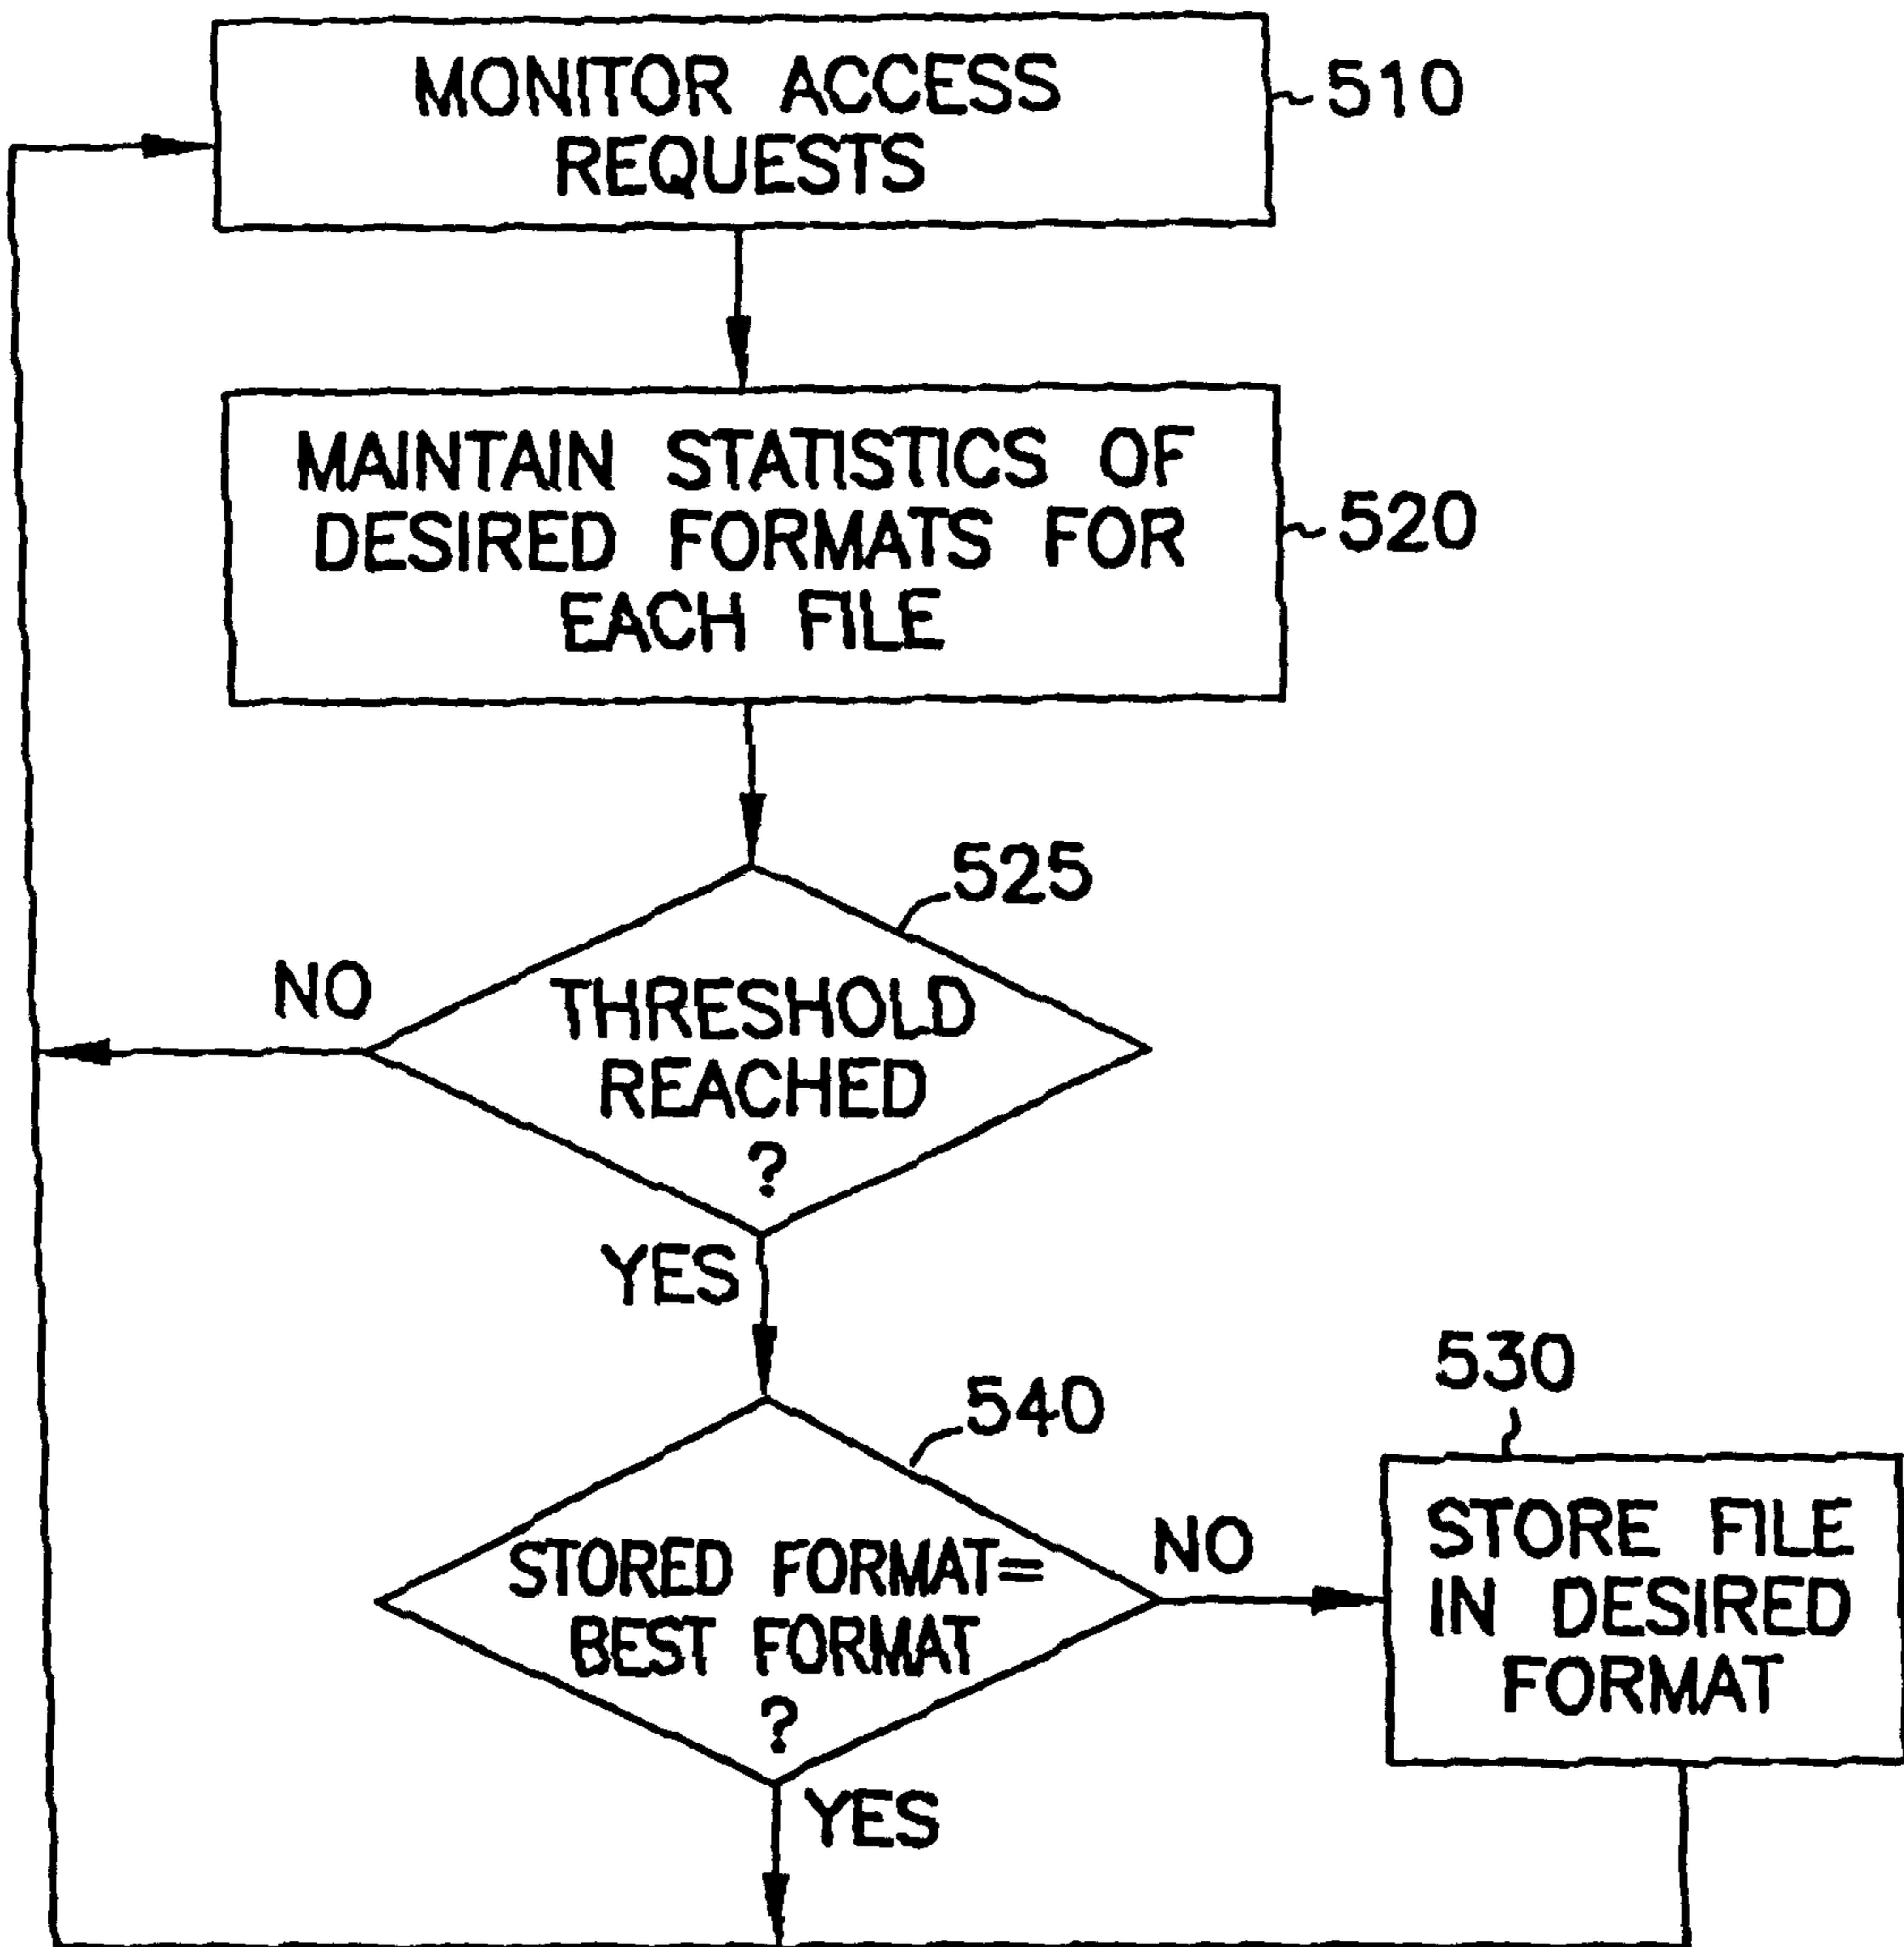 MONITOR ACCESS
REQUESTS
510
MAINTAIN STATISTICS OF
DESIRED FORMATS FOR
EACH FILE
520
525
NO
THRESHOLD
REACHED
?
YES
540
530
STORED FORMAT=
BEST FORMAT
?
NO
STORE FILE
IN DESIRED
FORMAT
YES